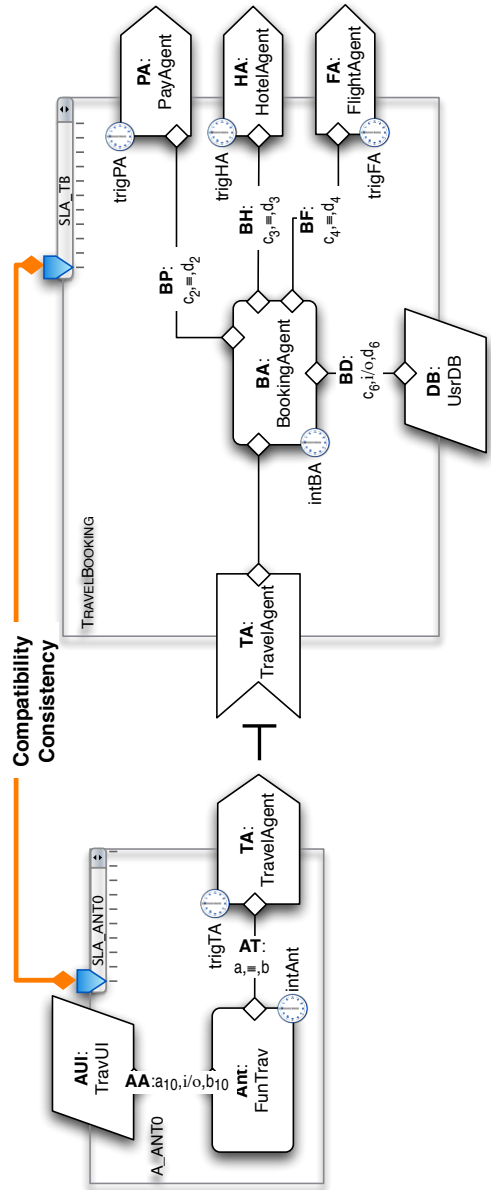 Compatibility
Consistency
A_ANT0
SLA_ANT0
AUI:
TravUI
AA:a10,i/o,b10
Ant:
FunTrav
intAnt
AT:
a,≡,b
trigTA
TA:
TravelAgent
TRAVELBOOKING
SLA_TB
TA:
TravelAgent
BA:
BookingAgent
intBA
BP:
c2,≡,d2
BH:
c3,≡,d3
BF:
c4,≡,d4
BD:
c6,i/o,d6
DB:
UsrDB
trigPA
PA:
PayAgent
trigHA
HA:
HotelAgent
trigFA
FA:
FlightAgent